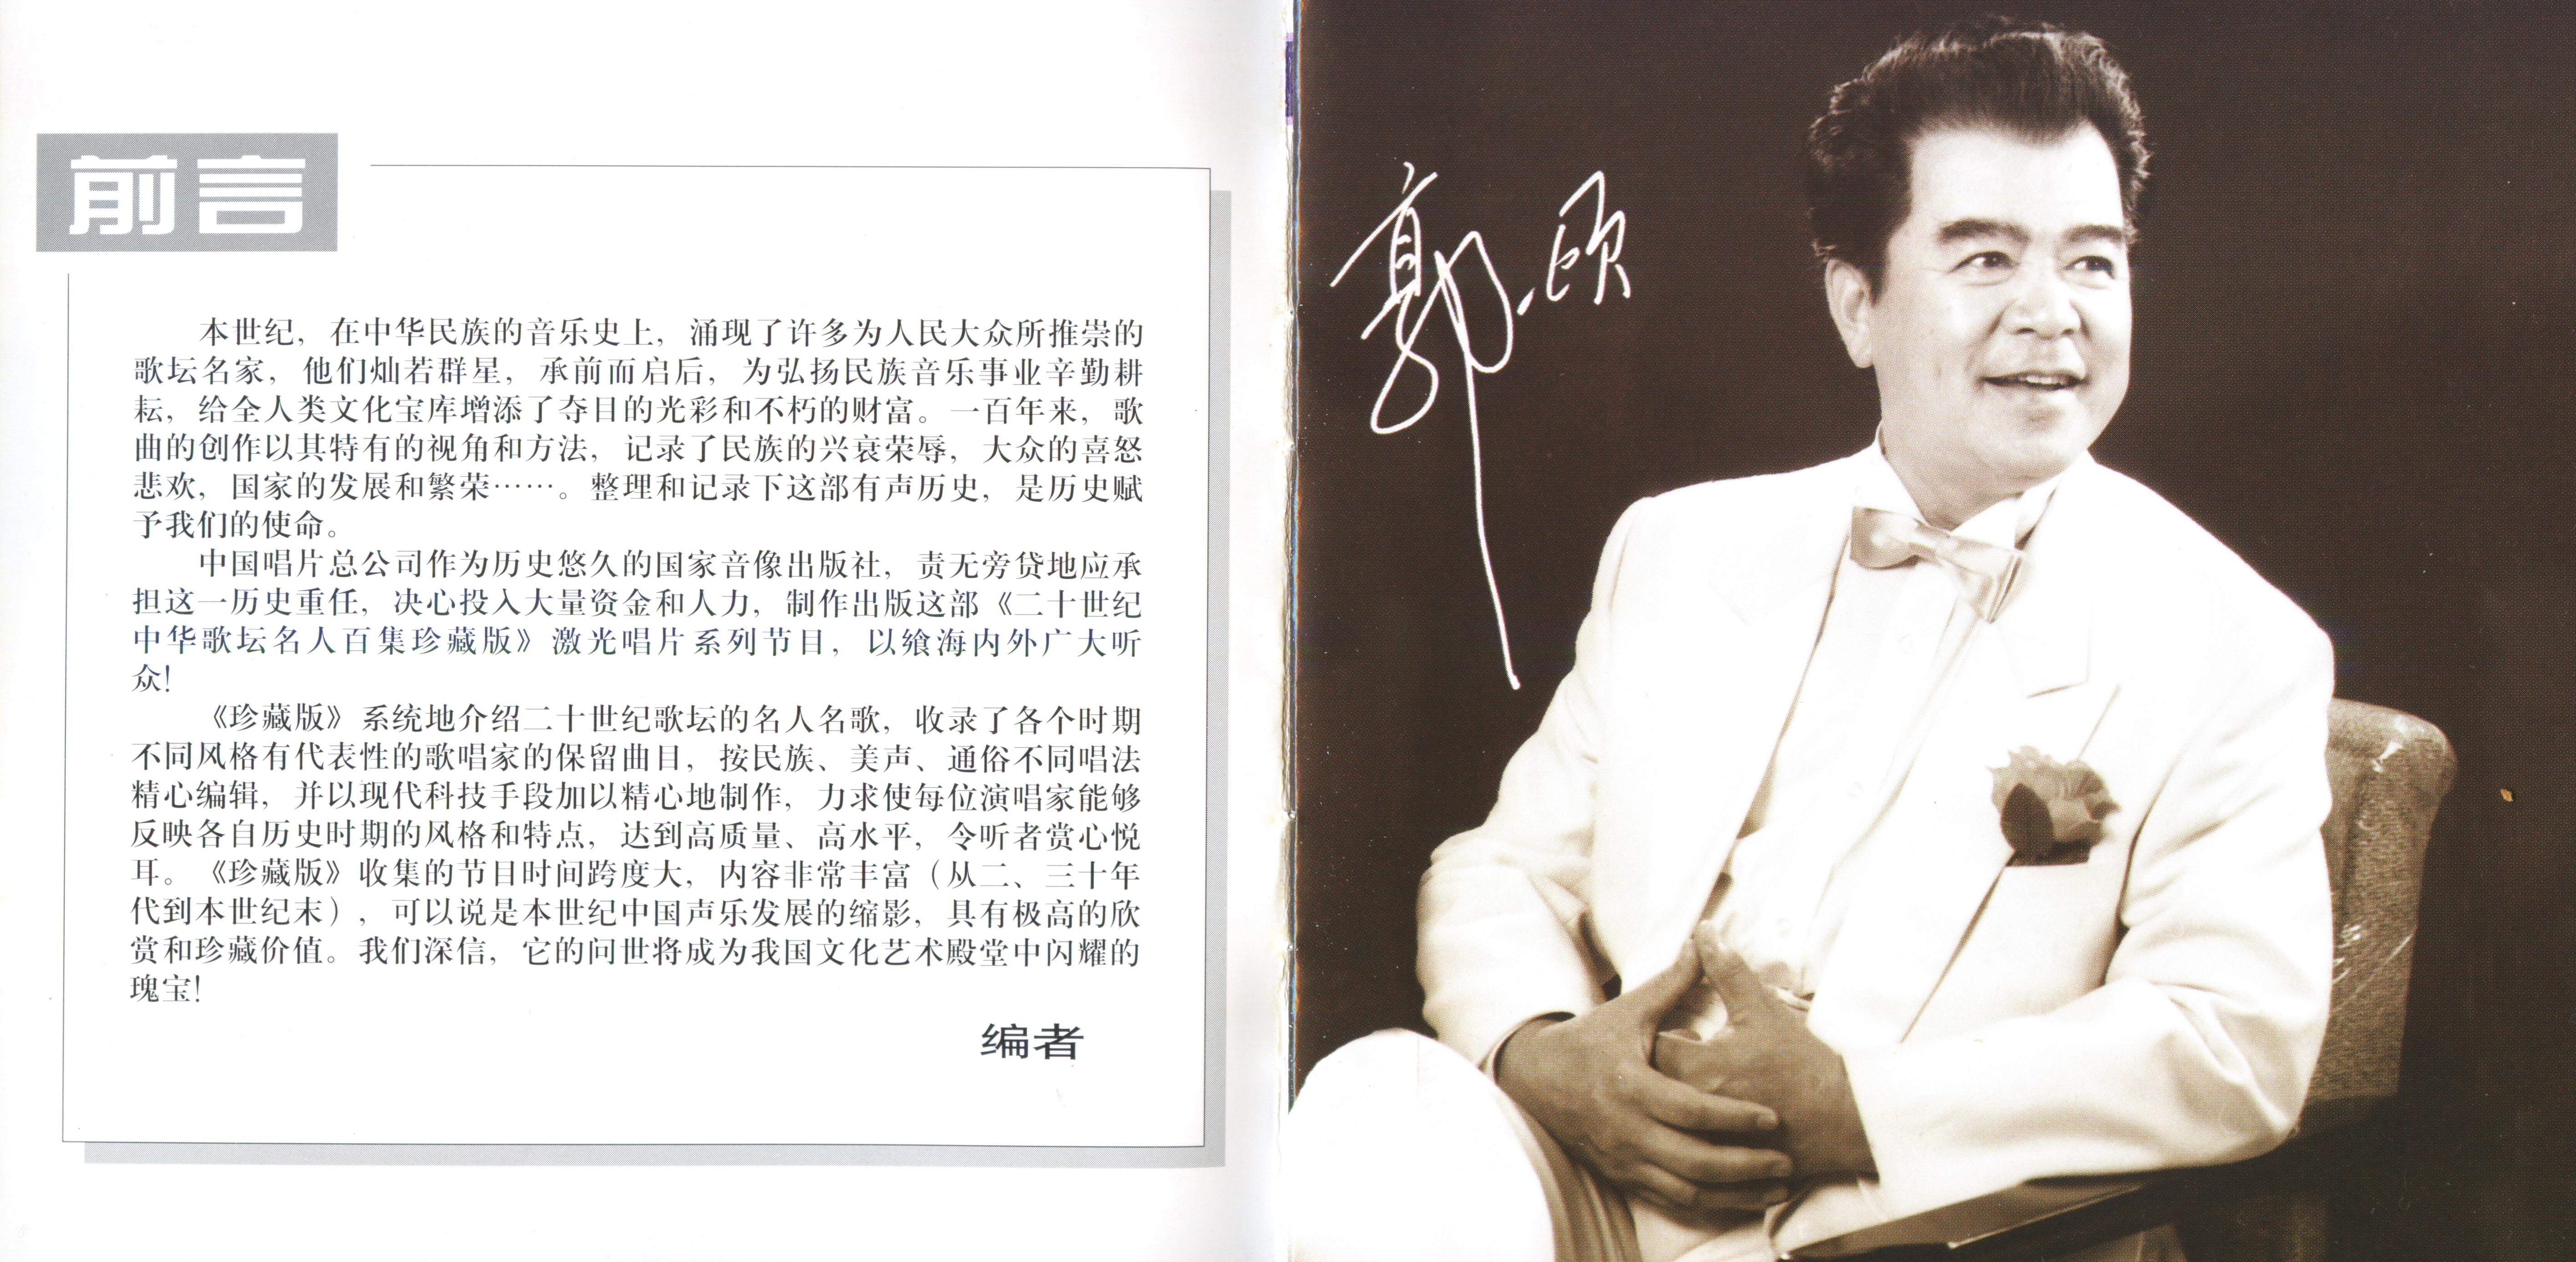 前言
本世纪，在中华民族的音乐史上，涌现了许多为人民大众所推崇的
歌坛名家，他们灿若群星，承前而启后，为弘扬民族音乐事业辛勤耕
耘，给全人类文化宝库增添了夺目的光彩和不朽的财富。一百年来，歌
曲的创作以其特有的视角和方法，记录了民族的兴衰荣辱，大众的喜怒
悲欢，国家的发展和繁荣……。整理和记录下这部有声历史，是历史赋
予我们的使命。
中国唱片总公司作为历史悠久的国家音像出版社，责无旁贷地应承
担这一历史重任，决心投入大量资金和人力，制作出版这部《二十世纪
中华歌坛名人百集珍藏版》激光唱片系列节目，以飨海内外广大听
众！
《珍藏版》系统地介绍二十世纪歌坛的名人名歌，收录了各个时期
不同风格有代表性的歌唱家的保留曲目，按民族、美声、通俗不同唱法
精心编辑，并以现代科技手段加以精心地制作，力求使每位演唱家能够
反映各自历史时期的风格和特点，达到高质量、高水平，令听者赏心悦
耳。《珍藏版》收集的节目时间跨度大，内容非常丰富（从二、三十年
代到本世纪末），可以说是本世纪中国声乐发展的缩影，具有极高的欣
赏和珍藏价值。我们深信，它的问世将成为我国文化艺术殿堂中闪耀的
瑰宝！
编者
郭颂